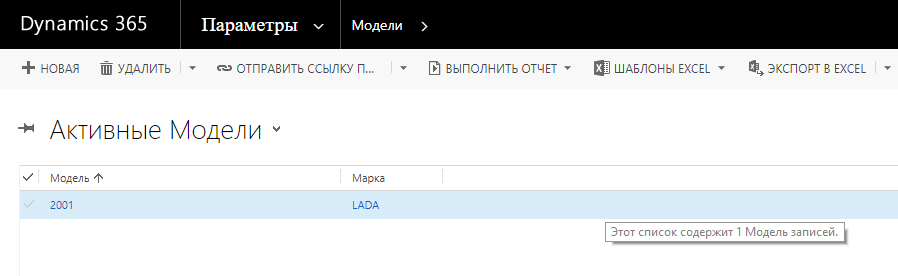 Dynamics 365 Параметры Модели
НОВАЯ УДАЛИТЬ ОТПРАВИТЬ ССЫЛКУ П... ВЫПОЛНИТЬ ОТЧЕТ ШАБЛОНЫ EXCEL ЭКСПОРТ В EXCEL
Активные Модели
Модель Марка
2001 LADA
Этот список содержит 1 Модель записей.